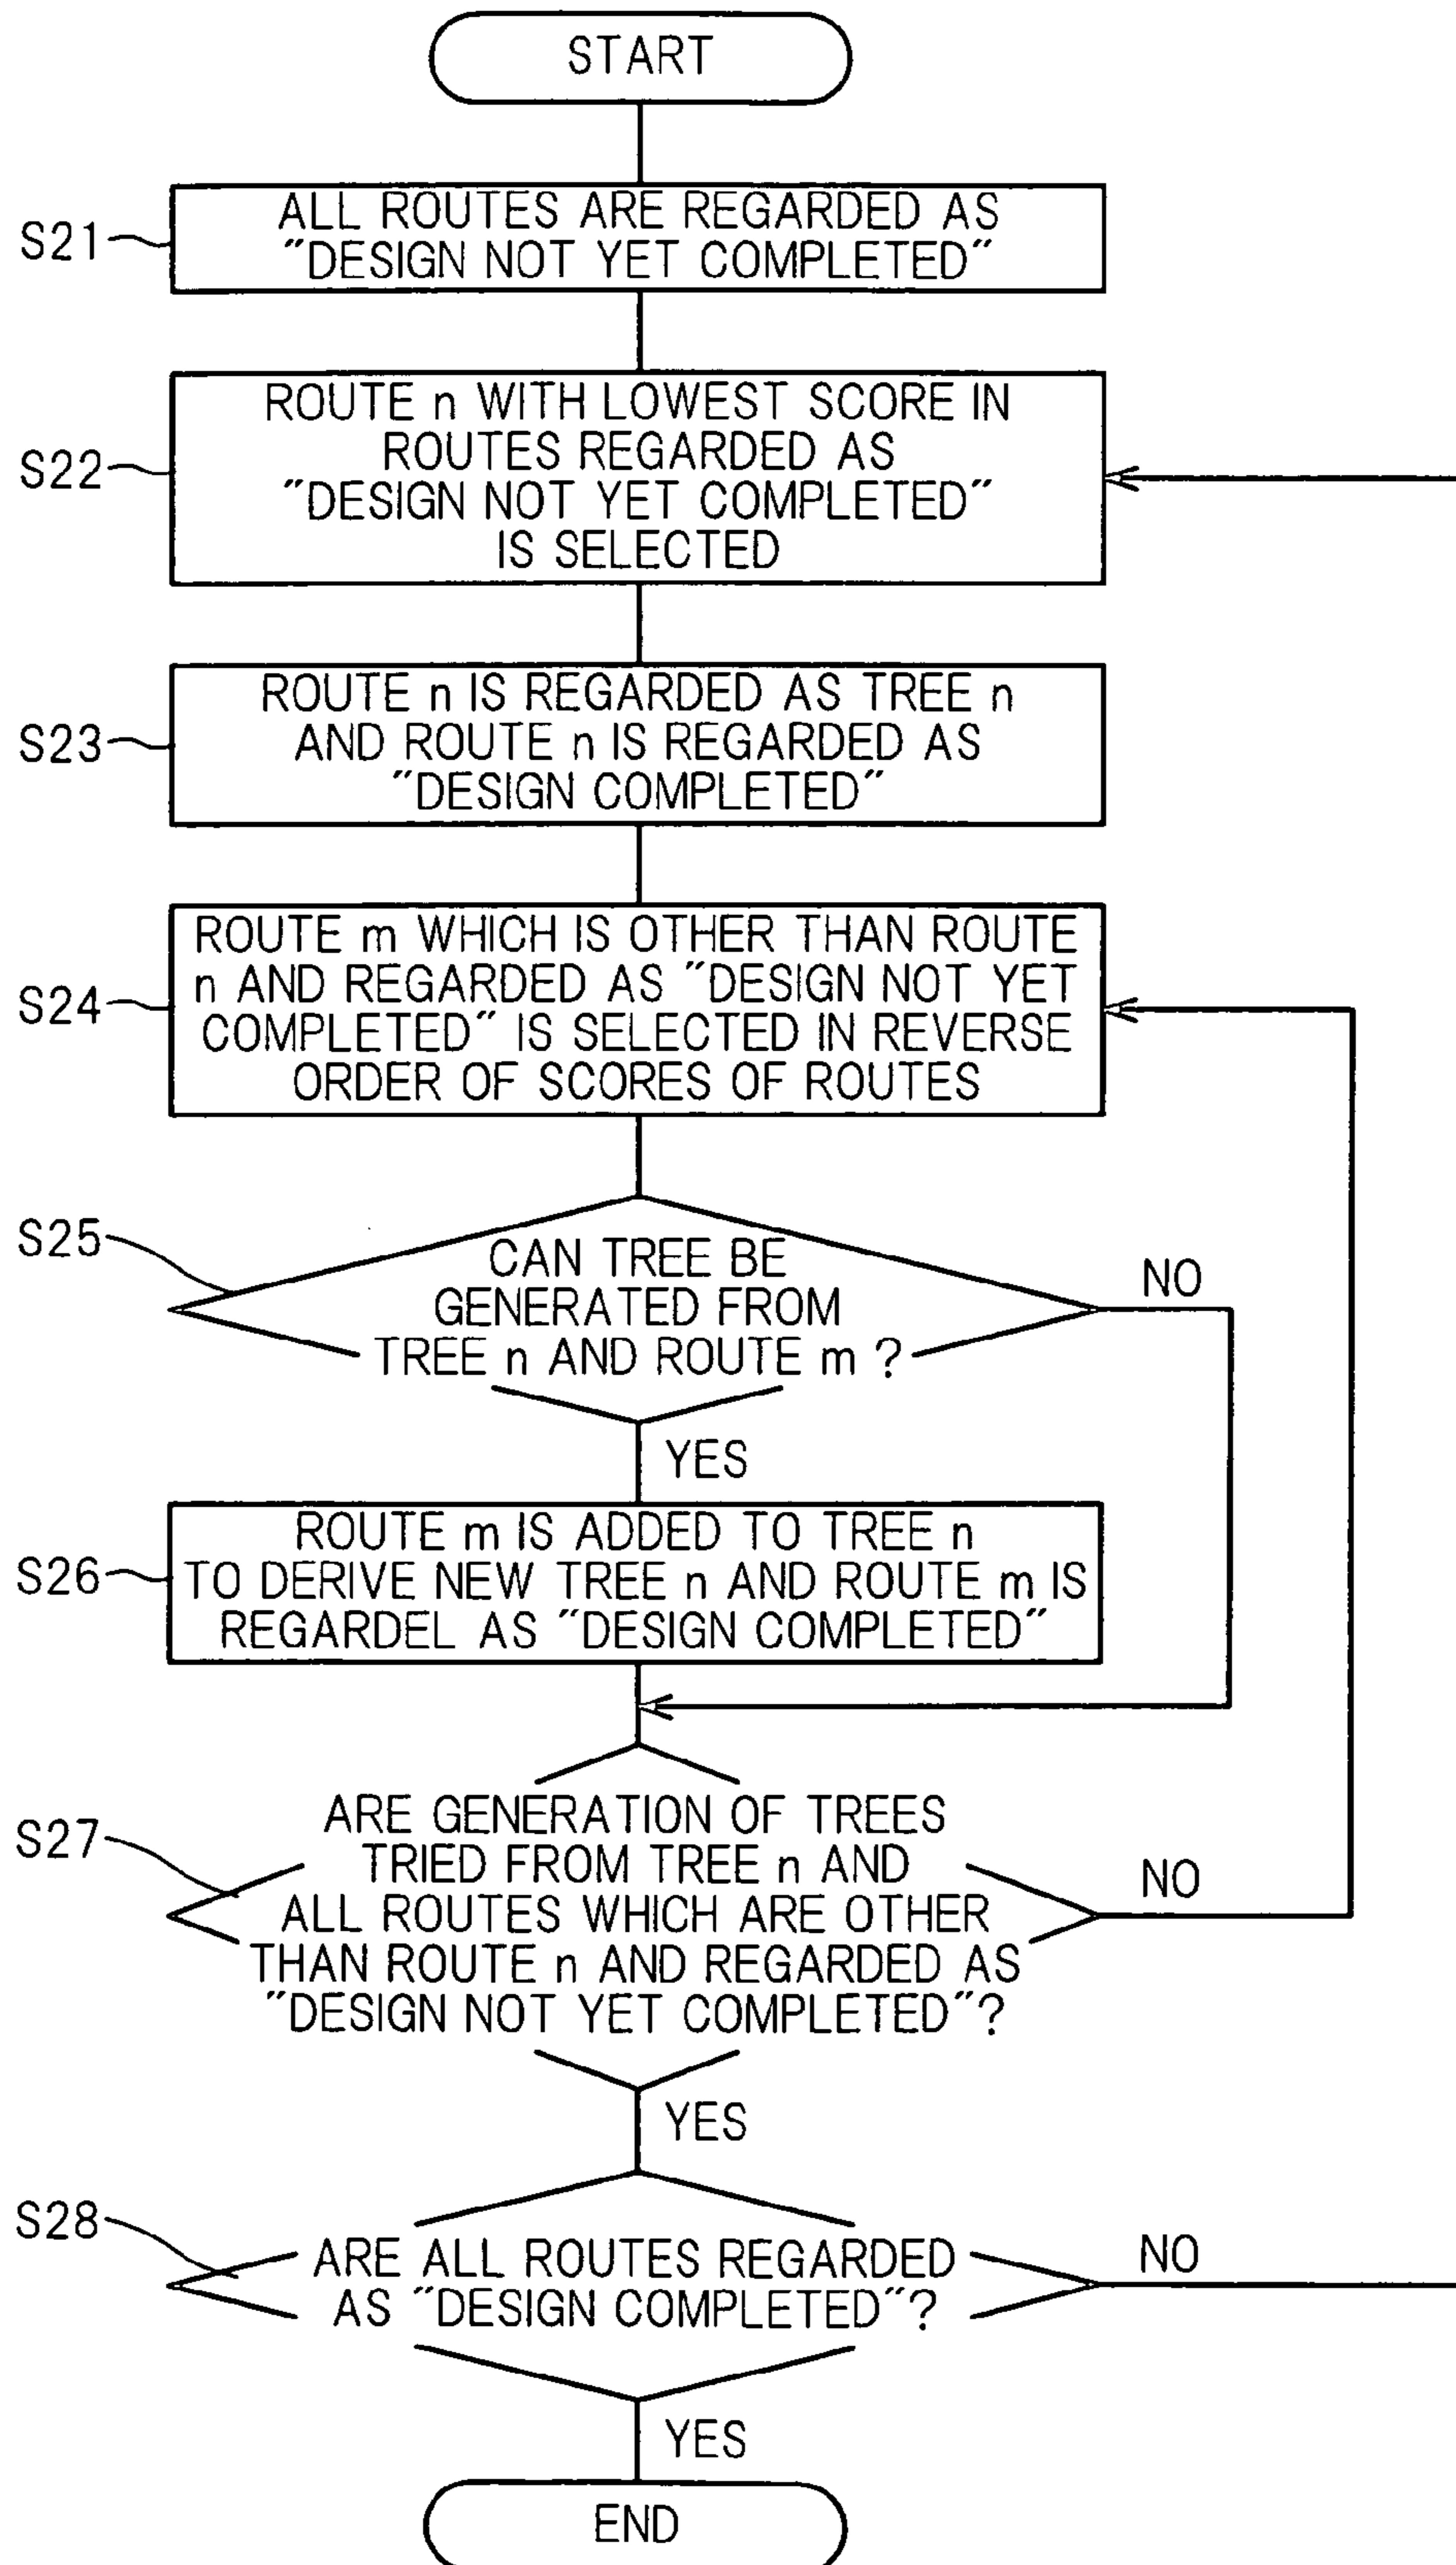 START
S21
ALL ROUTES ARE REGARDED AS
"DESIGN NOT YET COMPLETED"
S22
ROUTE n WITH LOWEST SCORE IN
ROUTES REGARDED AS
"DESIGN NOT YET COMPLETED"
IS SELECTED
S23
ROUTE n IS REGARDED AS TREE n
AND ROUTE n IS REGARDED AS
"DESIGN COMPLETED"
S24
ROUTE m WHICH IS OTHER THAN ROUTE
n AND REGARDED AS "DESIGN NOT YET
COMPLETED" IS SELECTED IN REVERSE
ORDER OF SCORES OF ROUTES
S25
CAN TREE BE
GENERATED FROM
TREE n AND ROUTE m ?
NO
YES
S26
ROUTE m IS ADDED TO TREE n
TO DERIVE NEW TREE n AND ROUTE m IS
REGARDEL AS "DESIGN COMPLETED"
S27
ARE GENERATION OF TREES
TRIED FROM TREE n AND
ALL ROUTES WHICH ARE OTHER
THAN ROUTE n AND REGARDED AS
"DESIGN NOT YET COMPLETED"?
NO
YES
S28
ARE ALL ROUTES REGARDED
AS "DESIGN COMPLETED"?
NO
YES
END